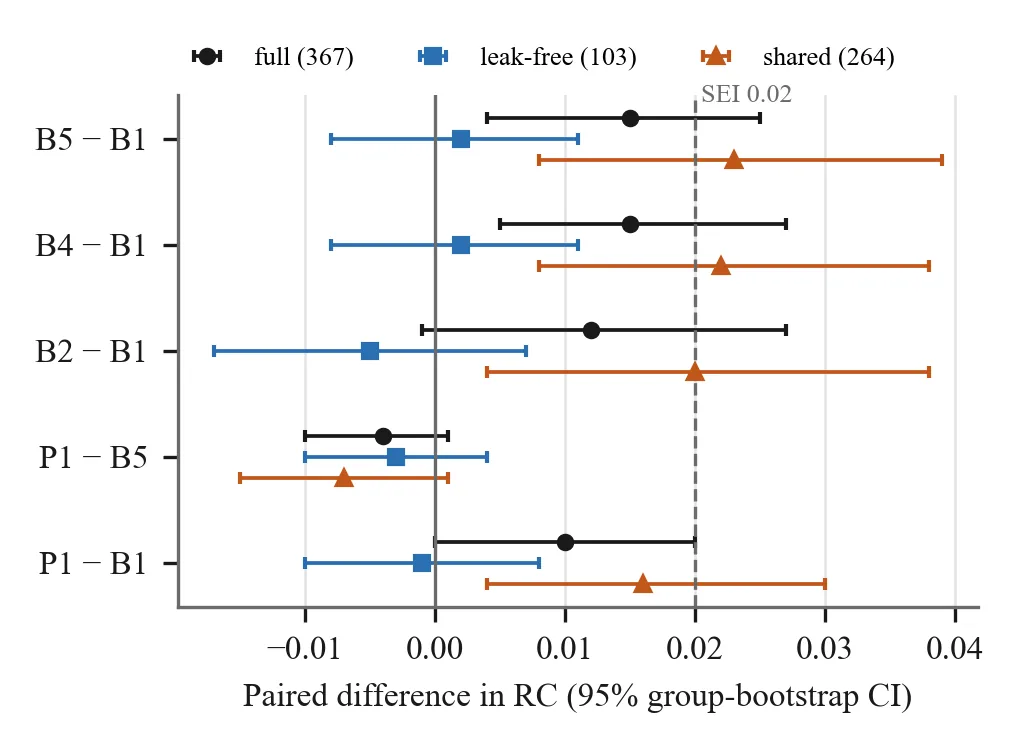 full (367) leak-free (103) shared (264)
SEI 0.02
B5 − B1
B4 − B1
B2 − B1
P1 − B5
P1 − B1
−0.01 0.00 0.01 0.02 0.03 0.04
Paired difference in RC (95% group-bootstrap CI)